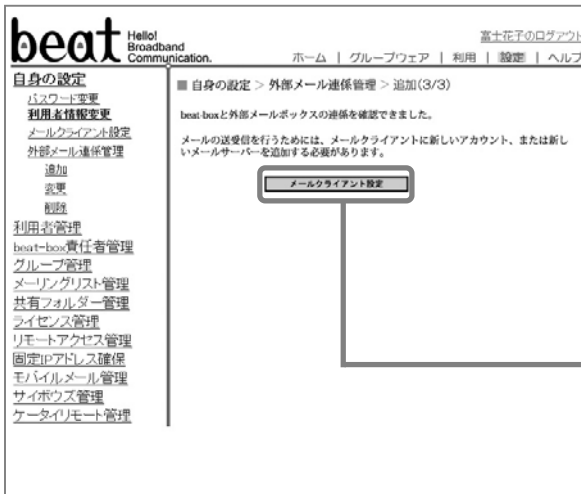 beat Hello!
Broadband
Communication.
富士花子のログアウト
ホーム | グループウェア | 利用 | 設定 | ヘルプ
自身の設定
パスワード変更
利用者情報変更
メールクライアント設定
外部メール連係管理
追加
変更
削除
利用者管理
beat-box責任者管理
グループ管理
メーリングリスト管理
共有フォルダー管理
ライセンス管理
リモートアクセス管理
固定IPアドレス確保
モバイルメール管理
サイボウズ管理
ケータイリモート管理
■ 自身の設定 > 外部メール連係管理 > 追加(3/3)
beat-boxと外部メールボックスの連係を確認できました。
メールの送受信を行うためには、メールクライアントに新しいアカウント、または新し
いメールサーバーを追加する必要があります。
メールクライアント設定